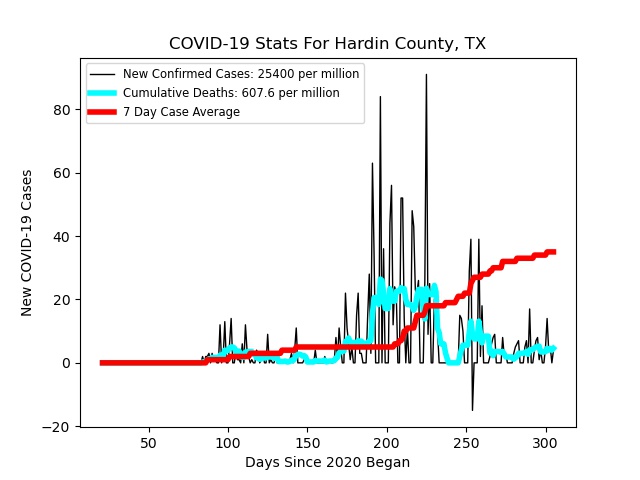 COVID-19 Stats For Hardin County, TX
New Confirmed Cases: 25400 per million
Cumulative Deaths: 607.6 per million
7 Day Case Average
New COVID-19 Cases
80
60
40
20
0
−20
50 100 150 200 250 300
Days Since 2020 Began